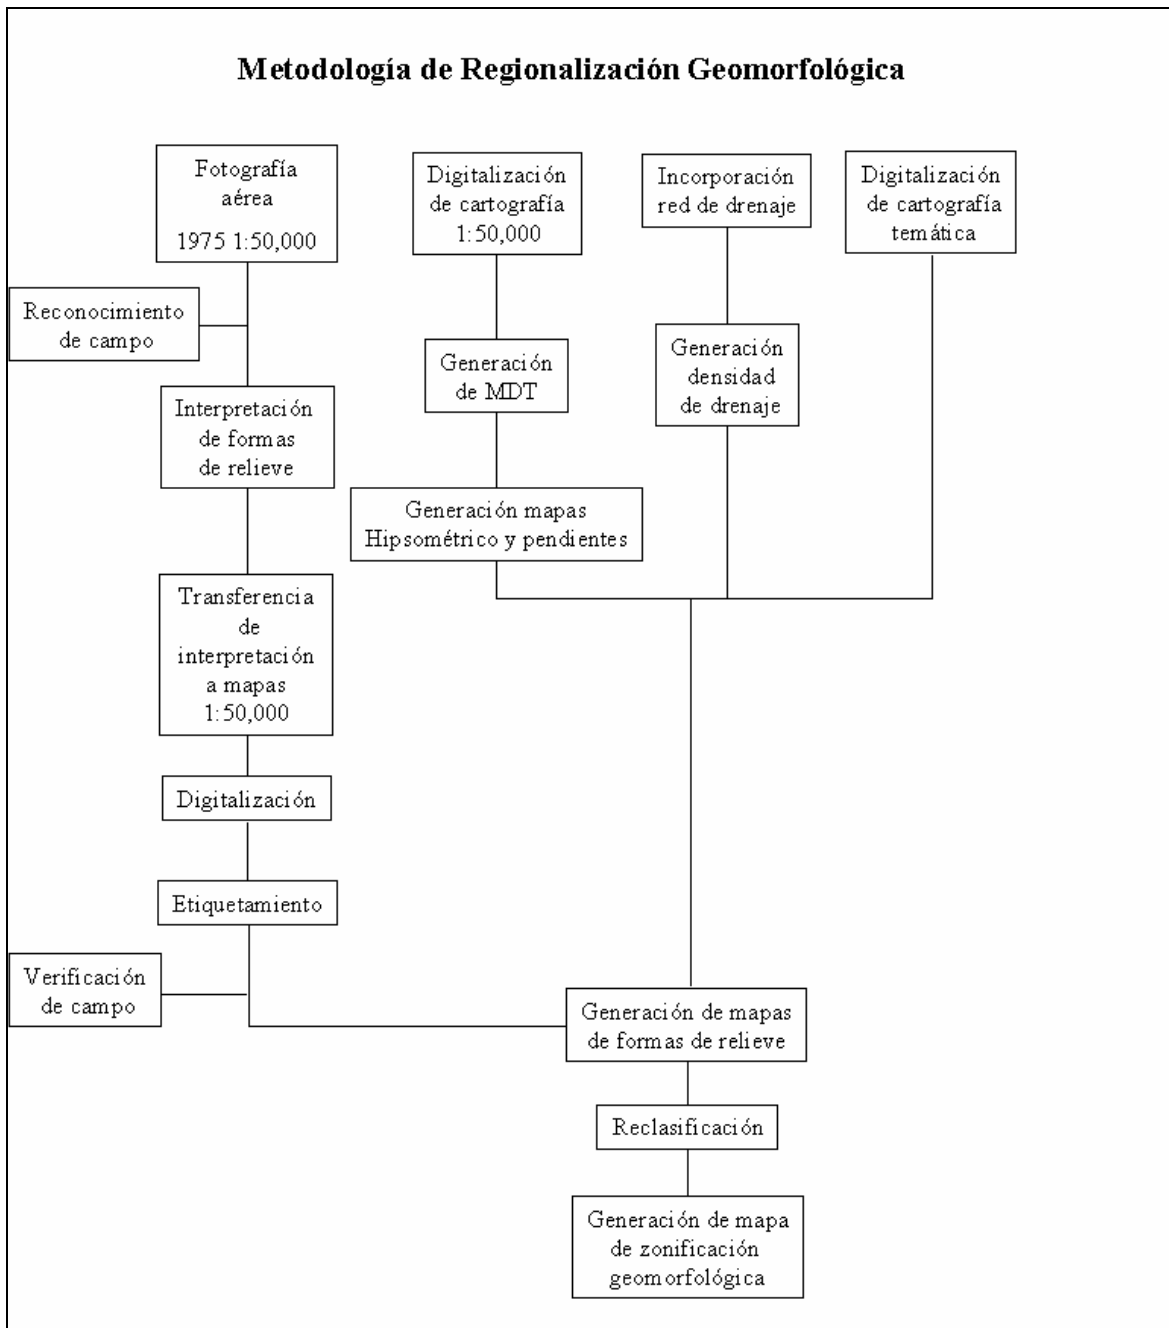 Metodología de Regionalización Geomorfológica
Fotografía
aérea
1975 1:50,000
Digitalización
de cartografía
1:50,000
Incorporación
red de drenaje
Digitalización
de cartografía
temática
Reconocimiento
de campo
Generación
de MDT
Generación
densidad
de drenaje
Interpretación
de formas
de relieve
Generación mapas
Hipsométrico y pendientes
Transferencia
de
interpretación
a mapas
1:50,000
Digitalización
Etiquetamiento
Verificación
de campo
Generación de mapas
de formas de relieve
Reclasificación
Generación de mapa
de zonificación
geomorfológica